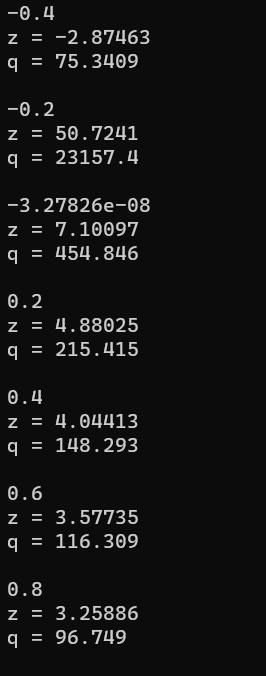 -0.4
z = -2.87463
q = 75.3409
-0.2
z = 50.7241
q = 23157.4
-3.27826e-08
z = 7.10097
q = 454.846
0.2
z = 4.88025
q = 215.415
0.4
z = 4.04413
q = 148.293
0.6
z = 3.57735
q = 116.309
0.8
z = 3.25886
q = 96.749